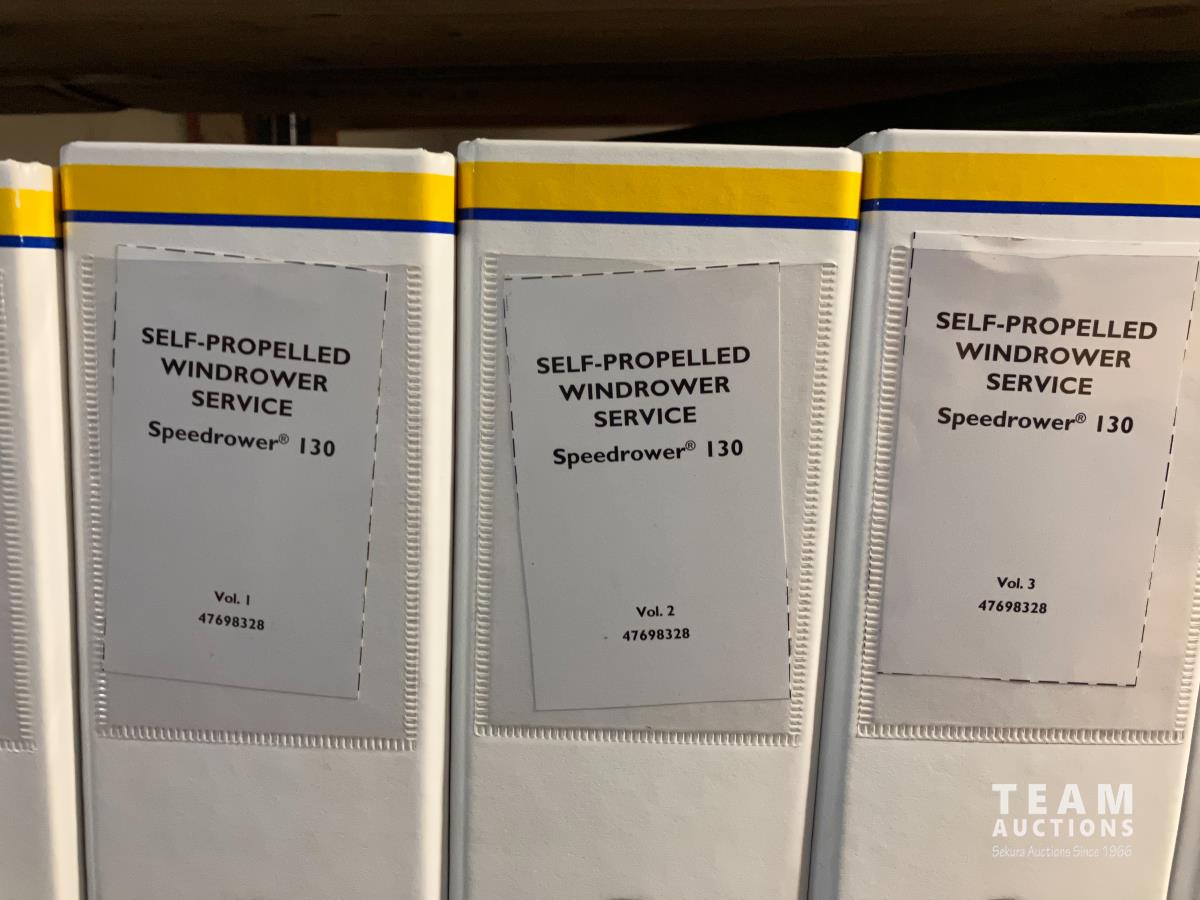 SELF-PROPELLED
WINDROWER
SERVICE
Speedrower® 130
Vol. 1
47698328
SELF-PROPELLED
WINDROWER
SERVICE
Speedrower® 130
Vol. 2
47698328
SELF-PROPELLED
WINDROWER
SERVICE
Speedrower® 130
Vol. 3
47698328
TEAM
AUCTIONS
Sekura Auctions Since 1966